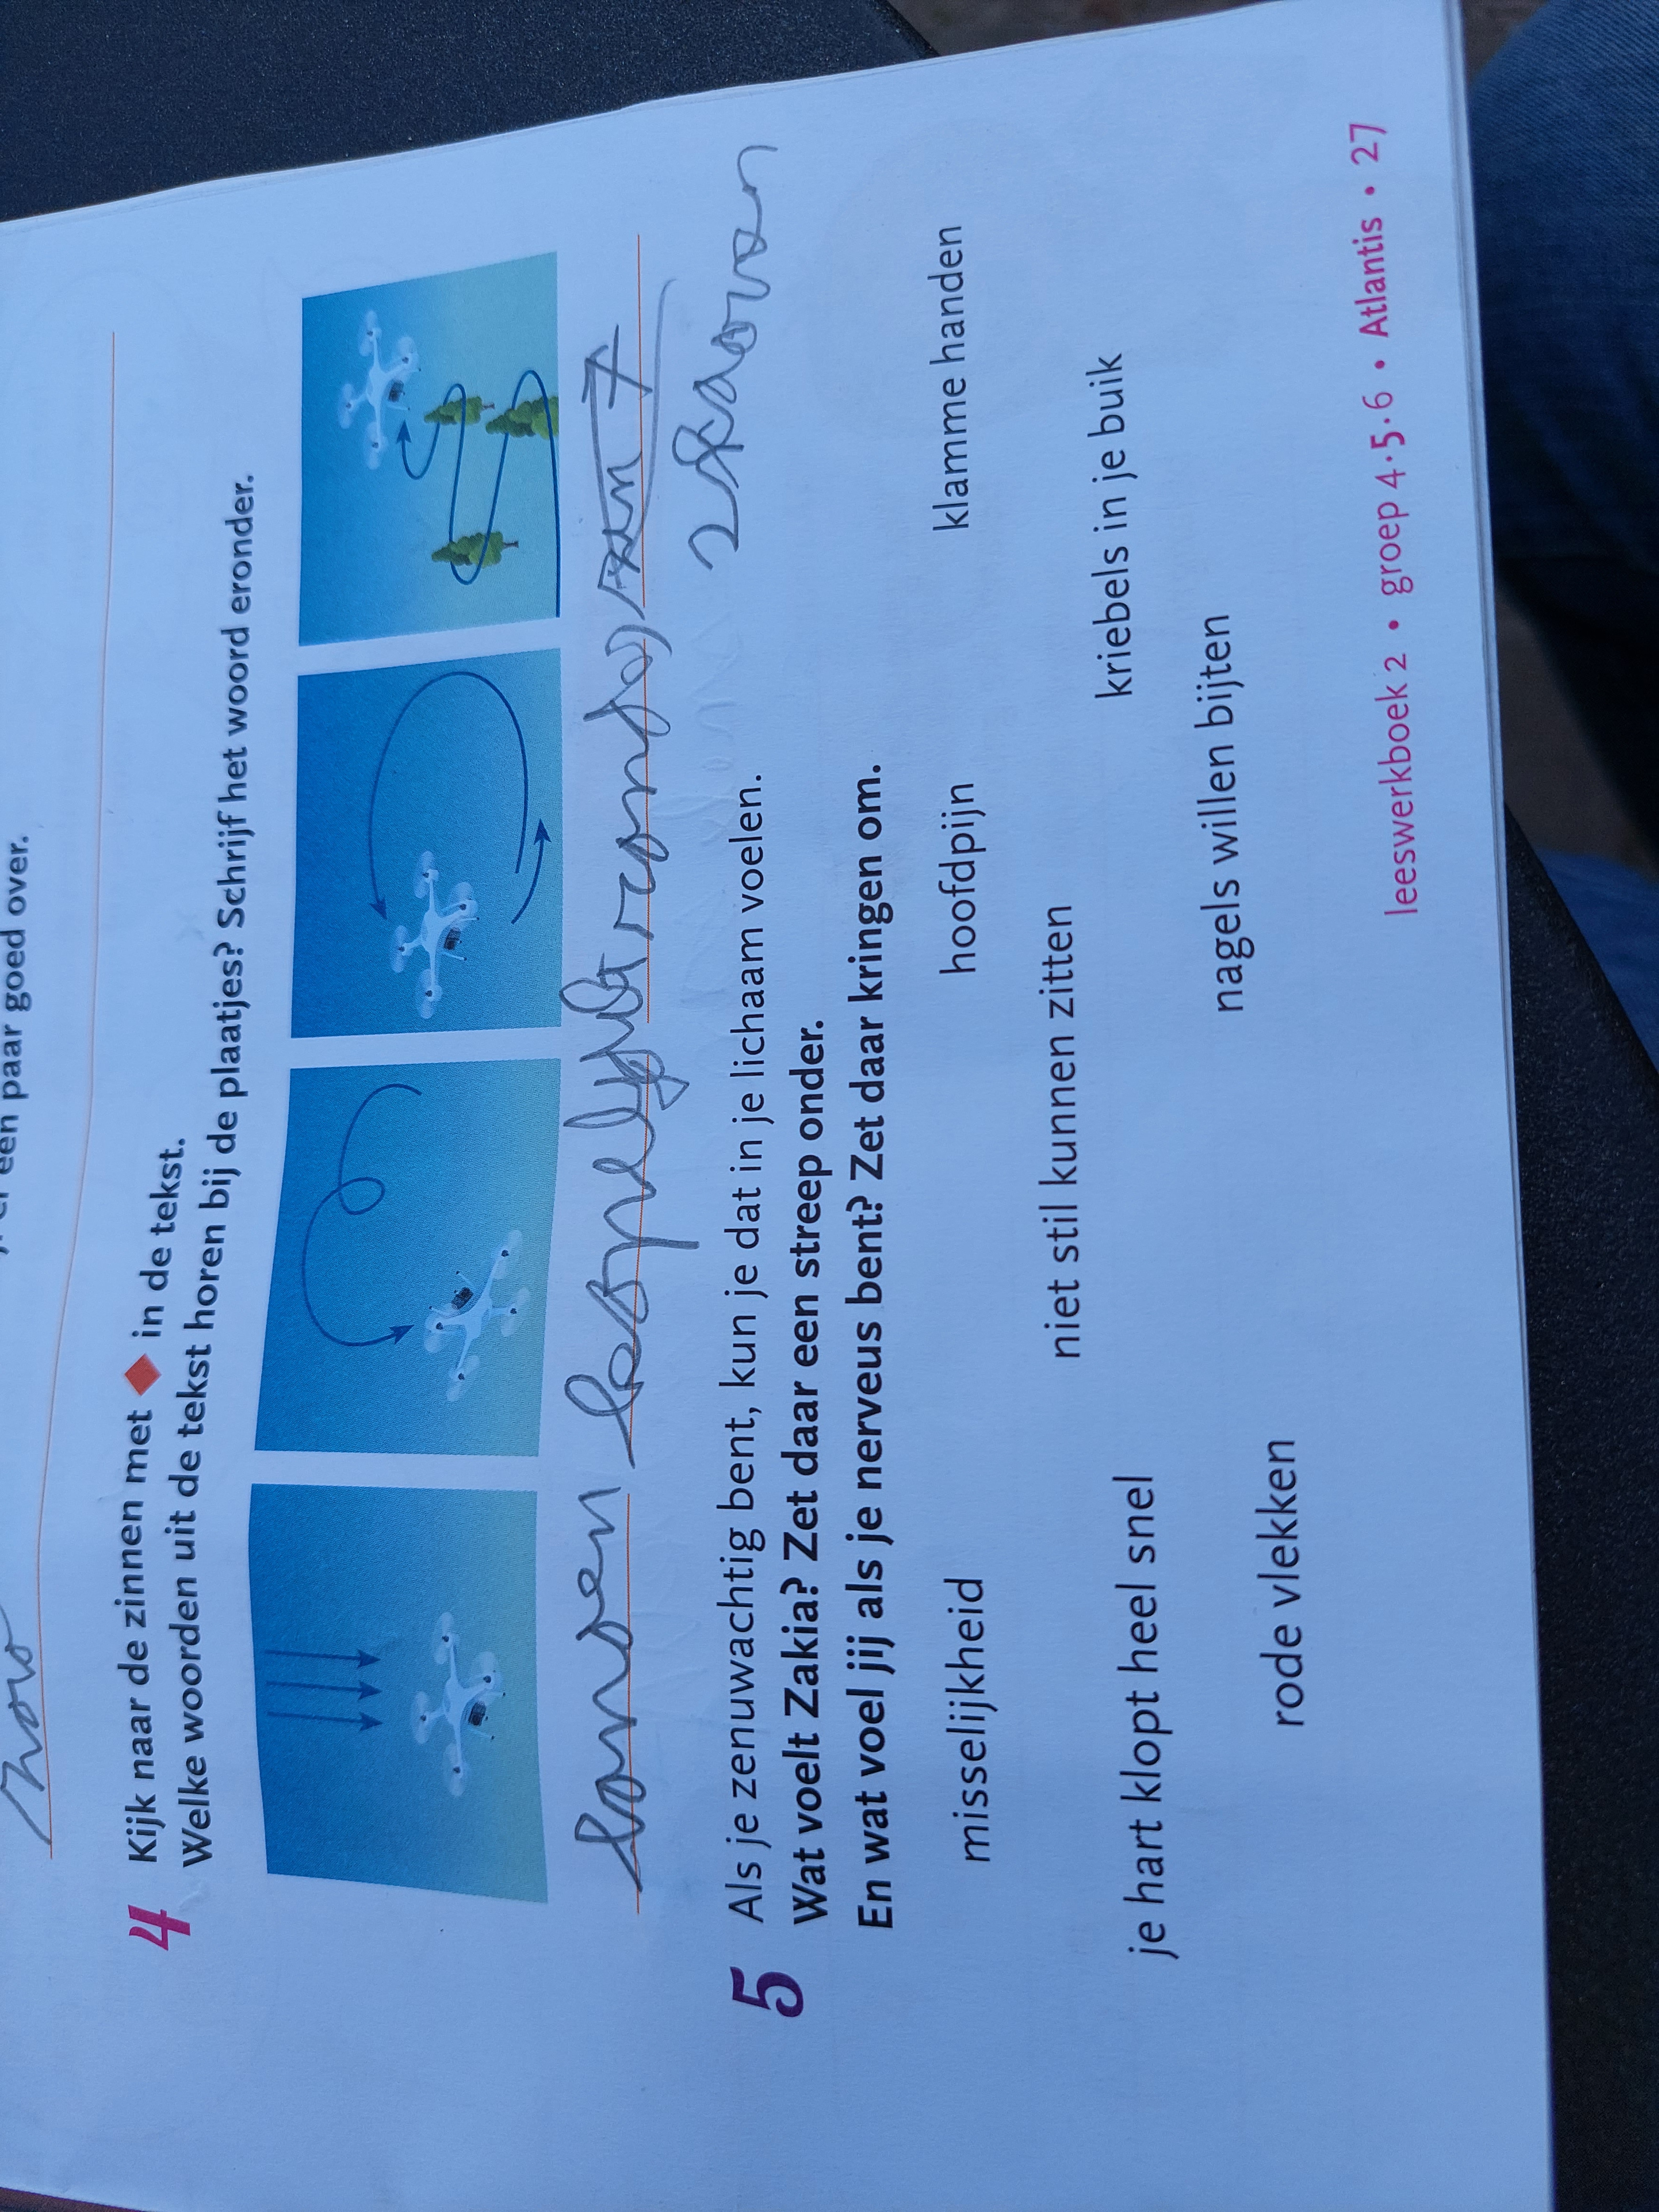 een paar goed over.
4 Kijk naar de zinnen met ◆ in de tekst.
Welke woorden uit de tekst horen bij de plaatjes? Schrijf het woord eronder.
5 Als je zenuwachtig bent, kun je dat in je lichaam voelen.
Wat voelt Zakia? Zet daar een streep onder.
En wat voel jij als je nerveus bent? Zet daar kringen om.
misselijkheid hoofdpijn klamme handen
niet stil kunnen zitten
je hart klopt heel snel kriebels in je buik
nagels willen bijten
rode vlekken
leeswerkboek 2 • groep 4·5·6 • Atlantis • 27